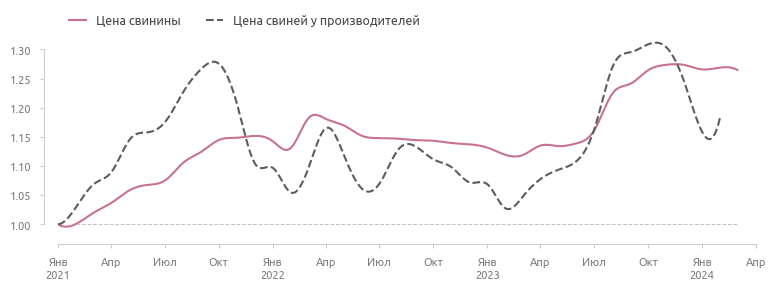 Цена свинины Цена свиней у производителей
1.30
1.25
1.20
1.15
1.10
1.05
1.00
Янв Апр Июл Окт Янв Апр Июл Окт Янв Апр Июл Окт Янв Апр
2021 2022 2023 2024